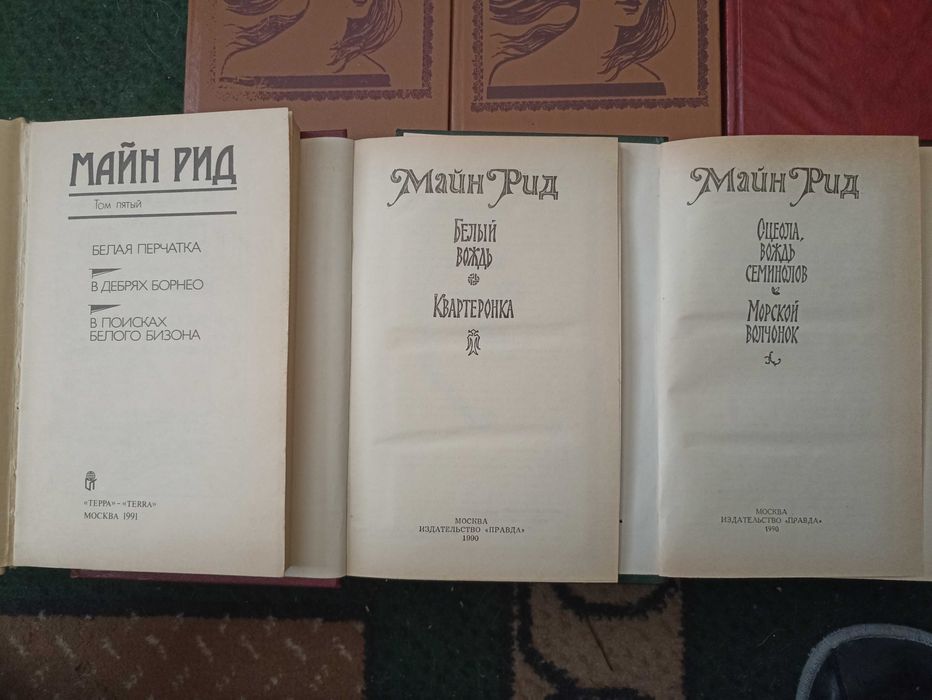 МАЙН РИД
Том пятый
БЕЛАЯ ПЕРЧАТКА
В ДЕБРЯХ БОРНЕО
В ПОИСКАХ
БЕЛОГО БИЗОНА
«ТЕРРА»–«TERRA»
МОСКВА 1991
Майн Рид
Белый
вождь
Квартеронка
МОСКВА
ИЗДАТЕЛЬСТВО «ПРАВДА»
1990
Майн Рид
Оцеола,
вождь
семинолов
Морской
волчонок
МОСКВА
ИЗДАТЕЛЬСТВО «ПРАВДА»
1990